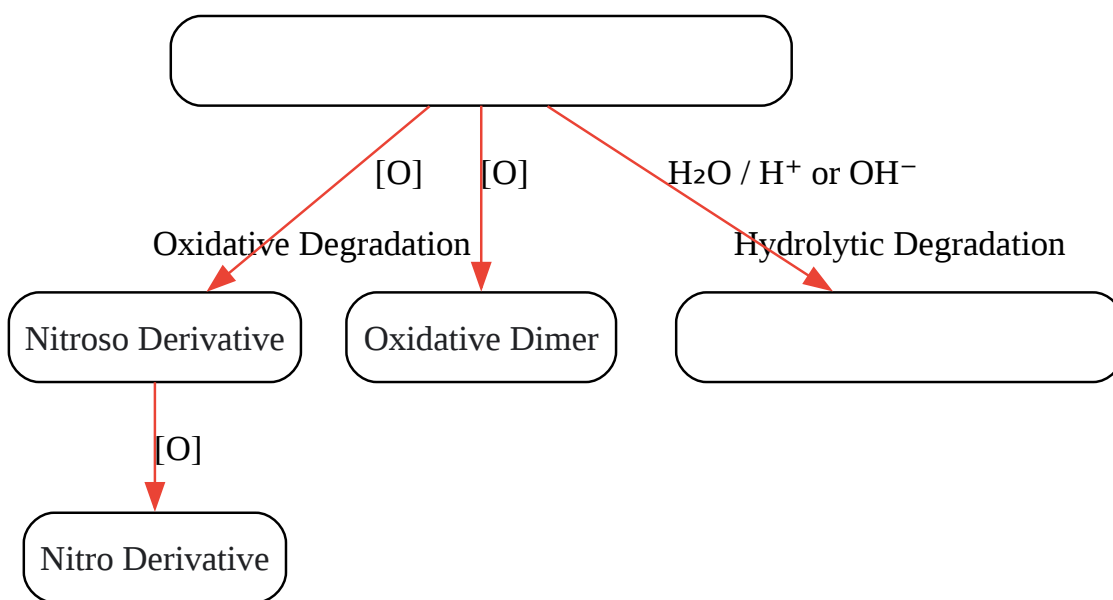 [O]
[O]
H₂O / H⁺ or OH⁻
Oxidative Degradation
Hydrolytic Degradation
Nitroso Derivative
Oxidative Dimer
[O]
Nitro Derivative